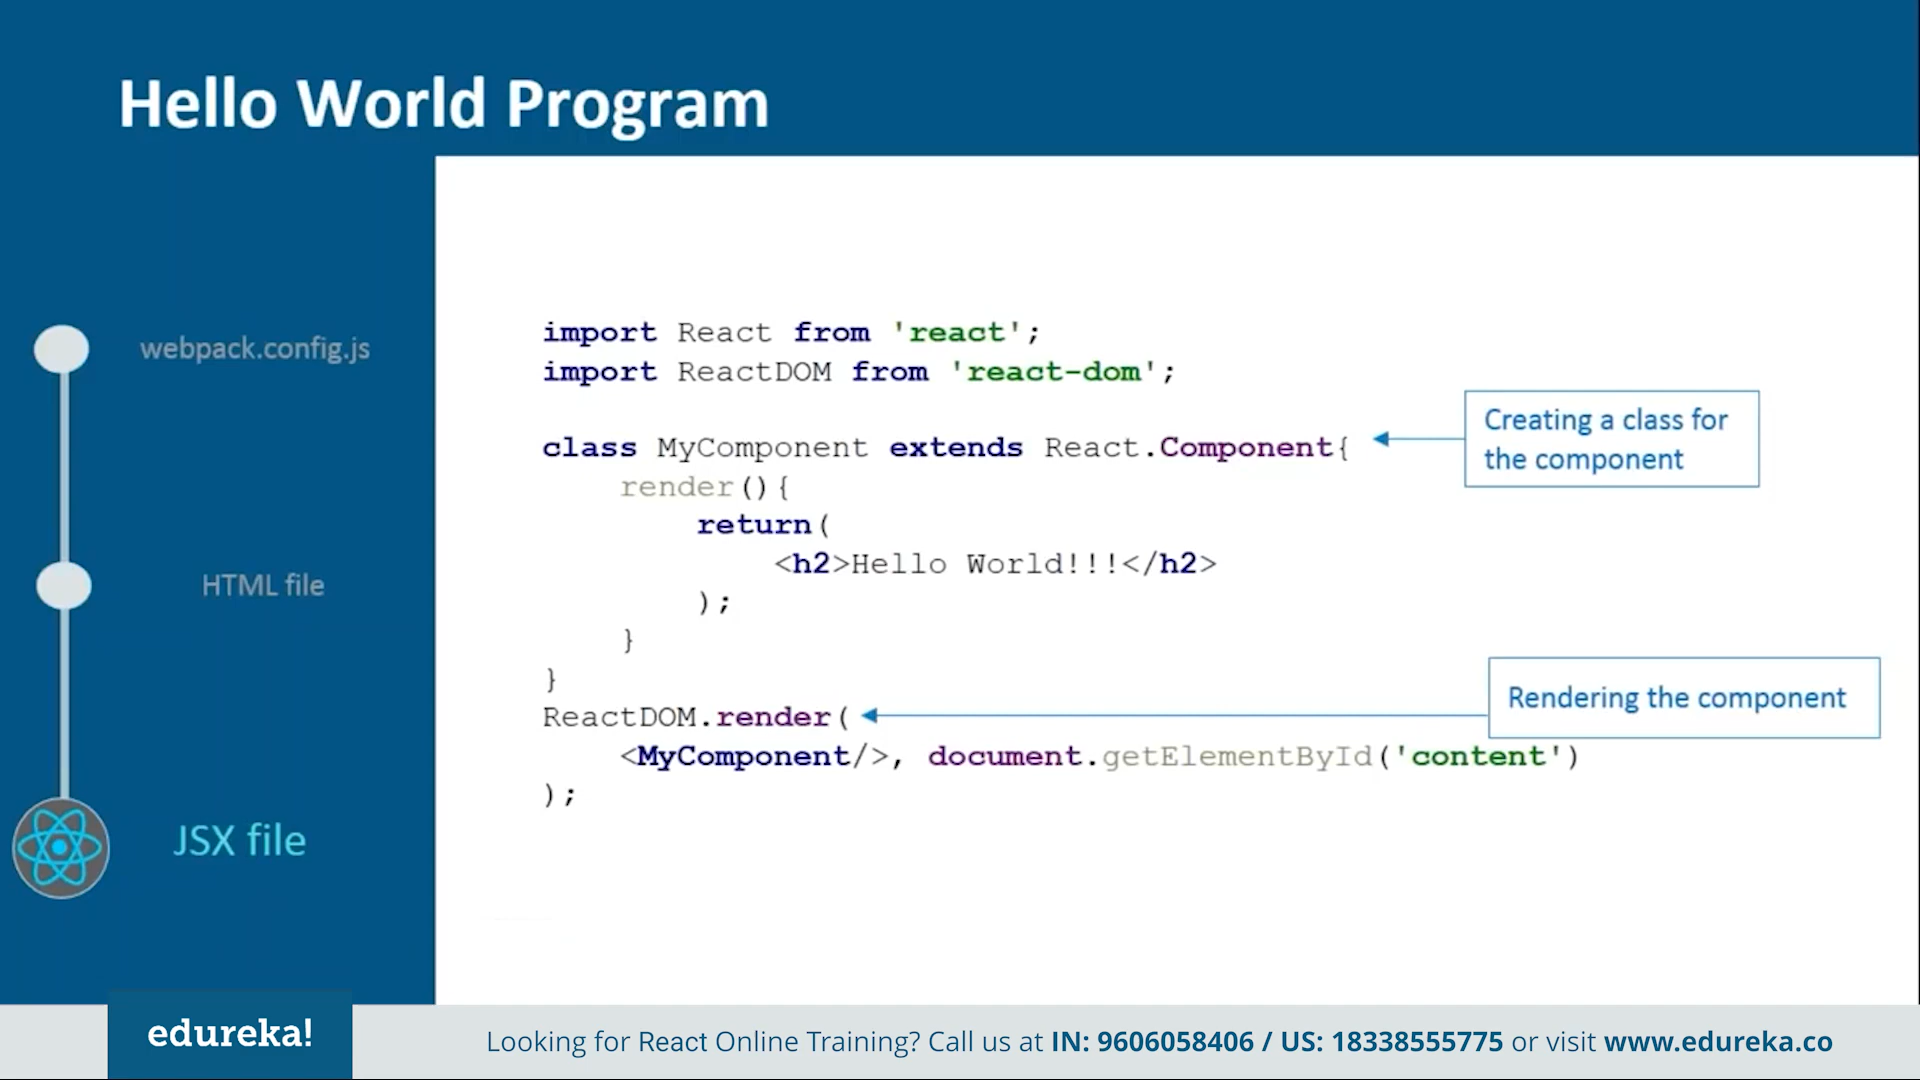 Hello World Program
webpack.config.js
HTML file
JSX file
import React from 'react';
import ReactDOM from 'react-dom';
class MyComponent extends React.Component{
render(){
return(
<h2>Hello World!!!</h2>
);
}
}
ReactDOM.render(
<MyComponent/>, document.getElementById('content')
);
Creating a class for
the component
Rendering the component
edureka!
Looking for React Online Training? Call us at IN: 9606058406 / US: 18338555775 or visit www.edureka.co